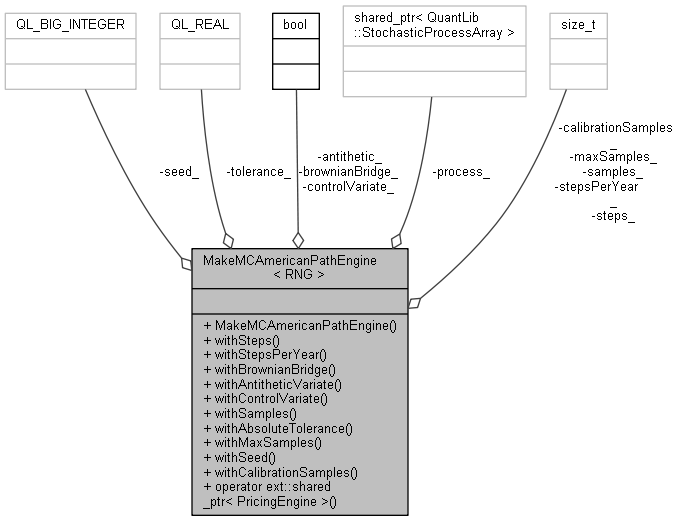 QL_BIG_INTEGER
QL_REAL
bool
shared_ptr< QuantLib
::StochasticProcessArray >
size_t
-seed_
-tolerance_
-antithetic_
-brownianBridge_
-controlVariate_
-process_
-calibrationSamples
_
-maxSamples_
-samples_
-stepsPerYear
_
-steps_
MakeMCAmericanPathEngine
< RNG >
+ MakeMCAmericanPathEngine()
+ withSteps()
+ withStepsPerYear()
+ withBrownianBridge()
+ withAntitheticVariate()
+ withControlVariate()
+ withSamples()
+ withAbsoluteTolerance()
+ withMaxSamples()
+ withSeed()
+ withCalibrationSamples()
+ operator ext::shared
_ptr< PricingEngine >()